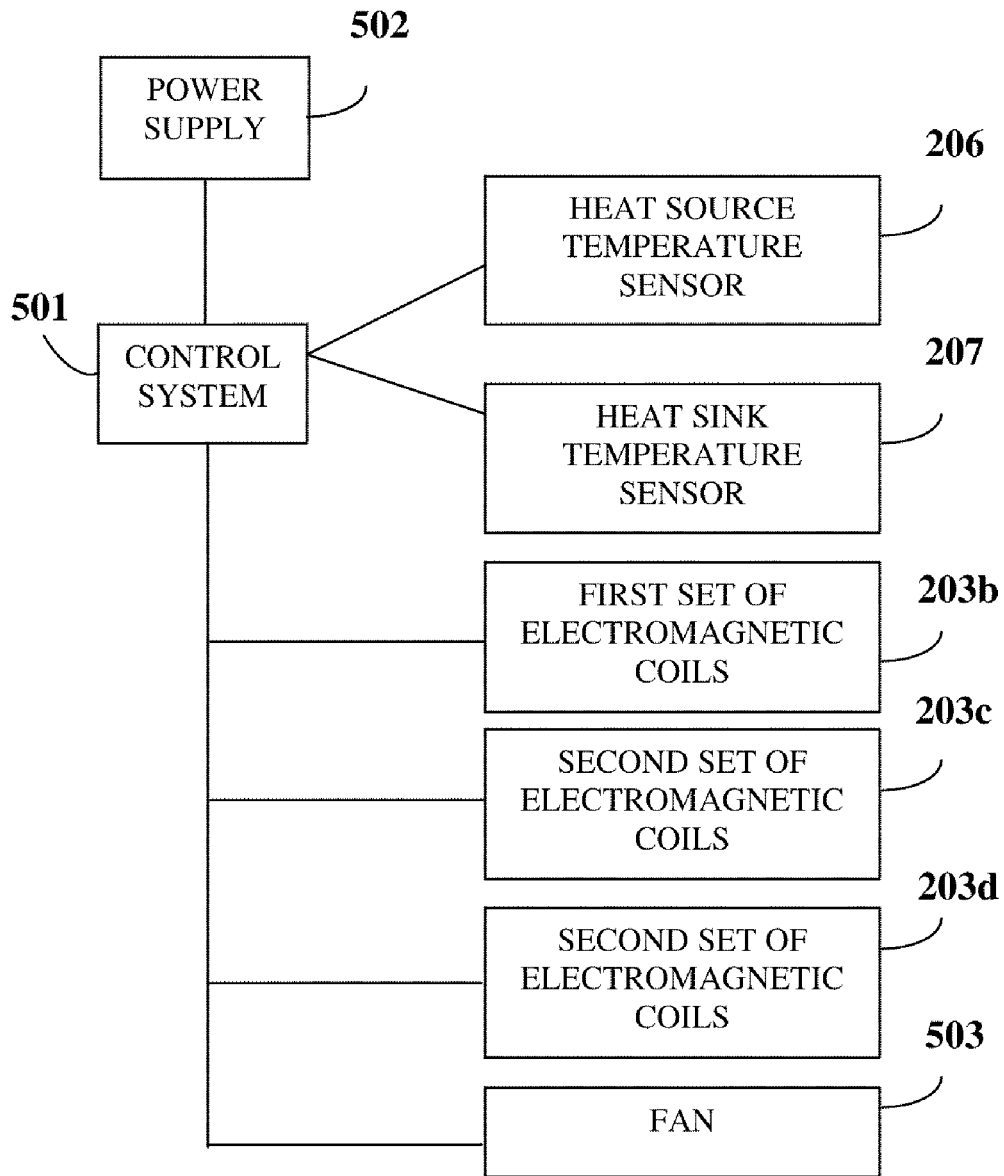 502
POWER
SUPPLY
206
HEAT SOURCE
TEMPERATURE
SENSOR
501
CONTROL
SYSTEM
207
HEAT SINK
TEMPERATURE
SENSOR
203b
FIRST SET OF
ELECTROMAGNETIC
COILS
203c
SECOND SET OF
ELECTROMAGNETIC
COILS
203d
SECOND SET OF
ELECTROMAGNETIC
COILS
503
FAN